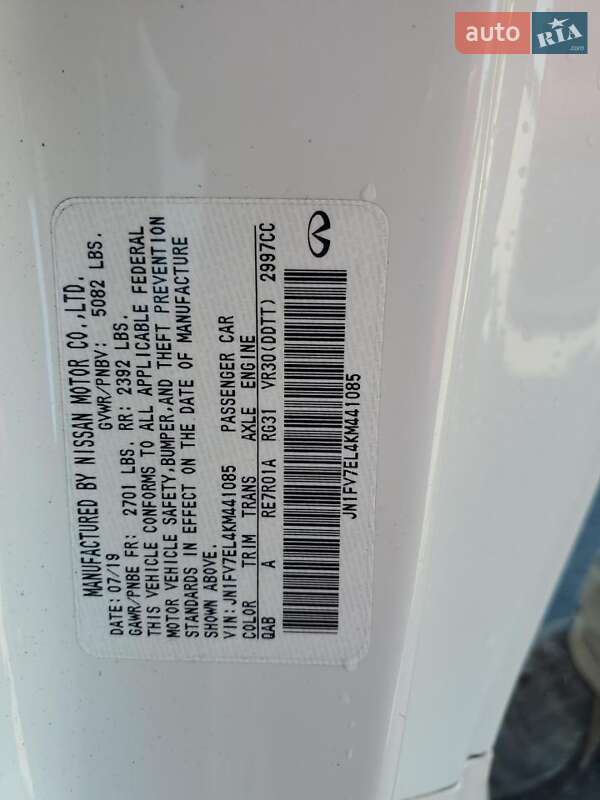 auto RIA.com
MANUFACTURED BY NISSAN MOTOR CO.,LTD.
DATE: 07/19 GVWR/PNBV: 5082 LBS.
GAWR/PNBE FR: 2701 LBS. RR: 2392 LBS.
THIS VEHICLE CONFORMS TO ALL APPLICABLE FEDERAL
MOTOR VEHICLE SAFETY,BUMPER,AND THEFT PREVENTION
STANDARDS IN EFFECT ON THE DATE OF MANUFACTURE
SHOWN ABOVE.
VIN:JN1FV7EL4KM441085 PASSENGER CAR
COLOR TRIM TRANS AXLE ENGINE
QAB A RE7R01A RG31 VR30(DDTT) 2997CC
JN1FV7EL4KM441085